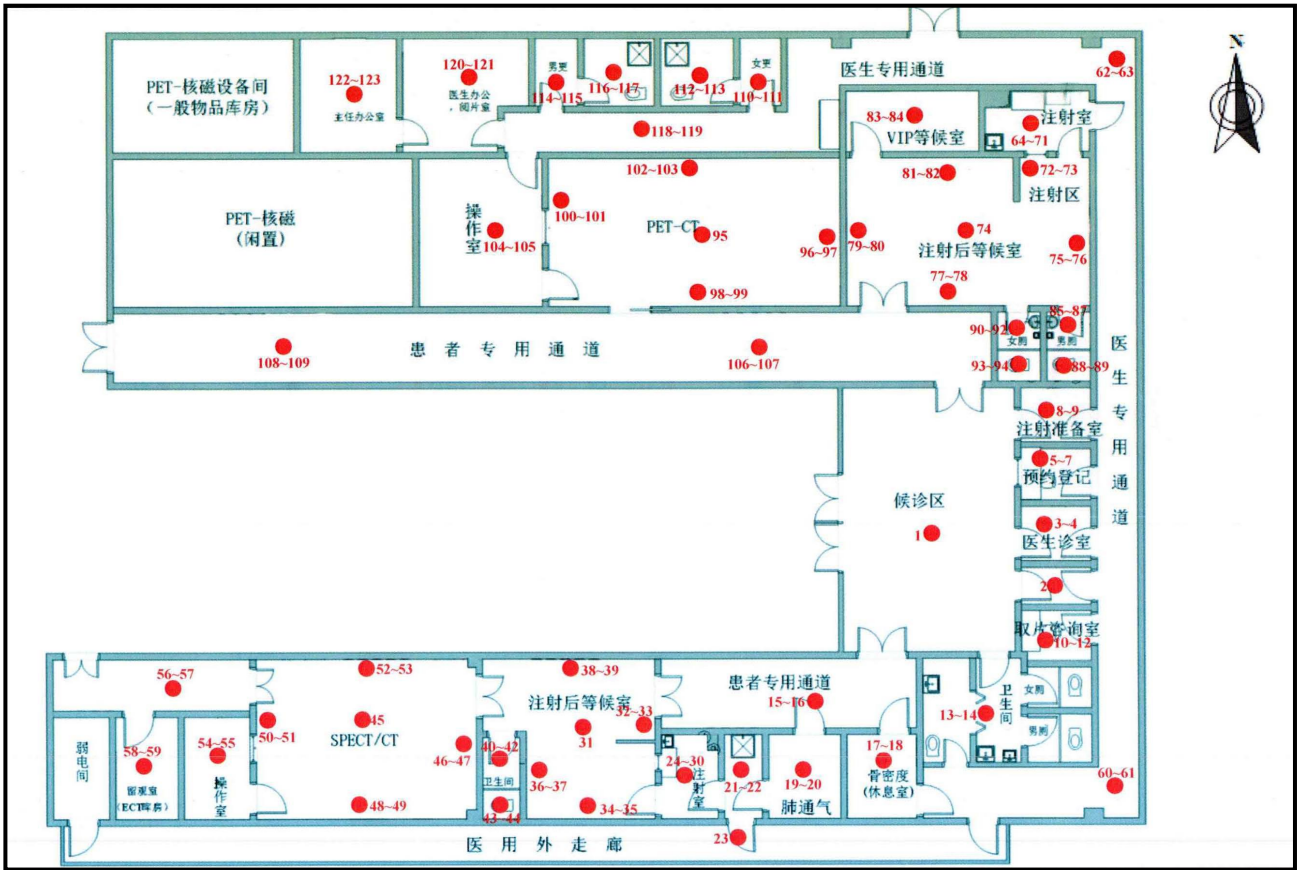 N
PET-核磁设备间
(一般物品库房)
122~123
主任办公室
120~121
医生办公
、阅片室
男更
114~115
116~117
112~113
女更
110~111
118~119
医生专用通道
62~63
83~84
VIP等候室
注射室
64~71
PET-核磁
(闲置)
操作室
104~105
102~103
100~101
PET-CT
95
96~97
98~99
81~82
72~73
注射区
79~80
74
注射后等候室
75~76
77~78
108~109
患者专用通道
106~107
90~92
女厕
93~94
85~87
男厕
88~89
医生专用通道
8~9
注射准备室
5~7
预约登记
候诊区
1
3~4
医生诊室
2
取片咨询室
10~12
56~57
52~53
38~39
注射后等候室
患者专用通道
15~16
32~33
31
卫生间
女厕
男厕
13~14
弱电间
58~59
留观室
(ECT库房)
54~55
操作室
50~51
45
SPECT/CT
46~47
48~49
40~42
卫生间
43~44
36~37
34~35
24~30
注射室
21~22
19~20
肺通气
17~18
骨密度
(休息室)
60~61
23
医用外走廊